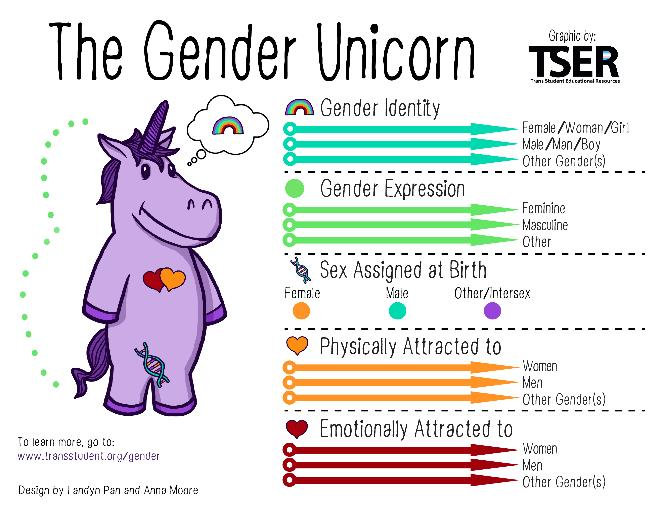 The Gender Unicorn
Graphic by:
TSER
Trans Student Educational Resources
Gender Identity
Female/Woman/Girl
Male/Man/Boy
Other Gender(s)
Gender Expression
Feminine
Masculine
Other
Sex Assigned at Birth
Female Male Other/Intersex
Physically Attracted to
Women
Men
Other Gender(s)
Emotionally Attracted to
Women
Men
Other Gender(s)
To learn more, go to:
www.transstudent.org/gender
Design by Landyn Pan and Anna Moore